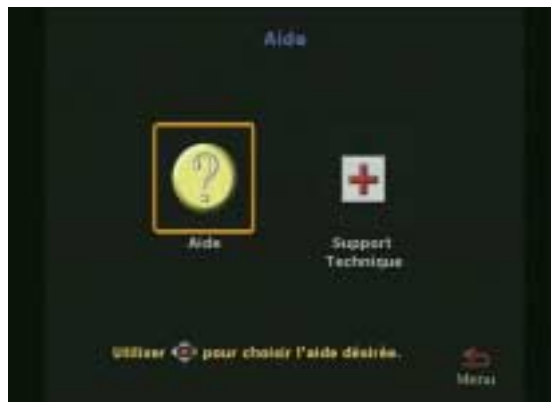 Aide
Aide
Support
Technique
Utiliser pour choisir l'aide désirée.
Menu